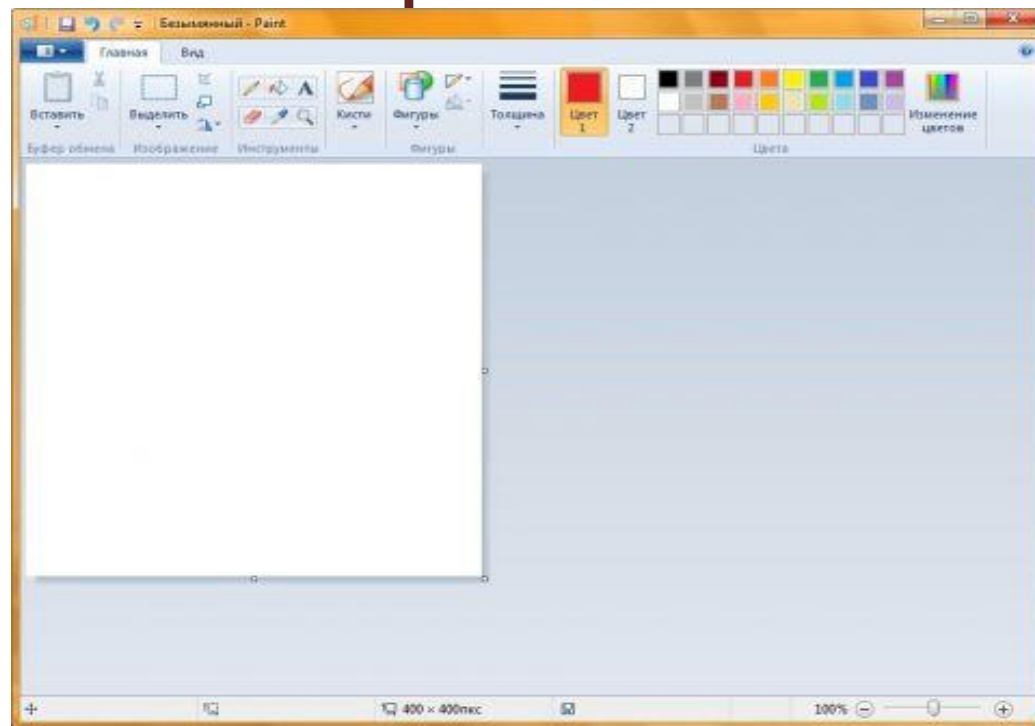 Безымянный - Paint
Главная Вид
Вставить Выделить Кисти Фигуры Толщина Цвет 1 Цвет 2 Изменение цветов
Буфер обмена Изображение Инструменты Фигуры Цвета
400 × 400пкс 100%